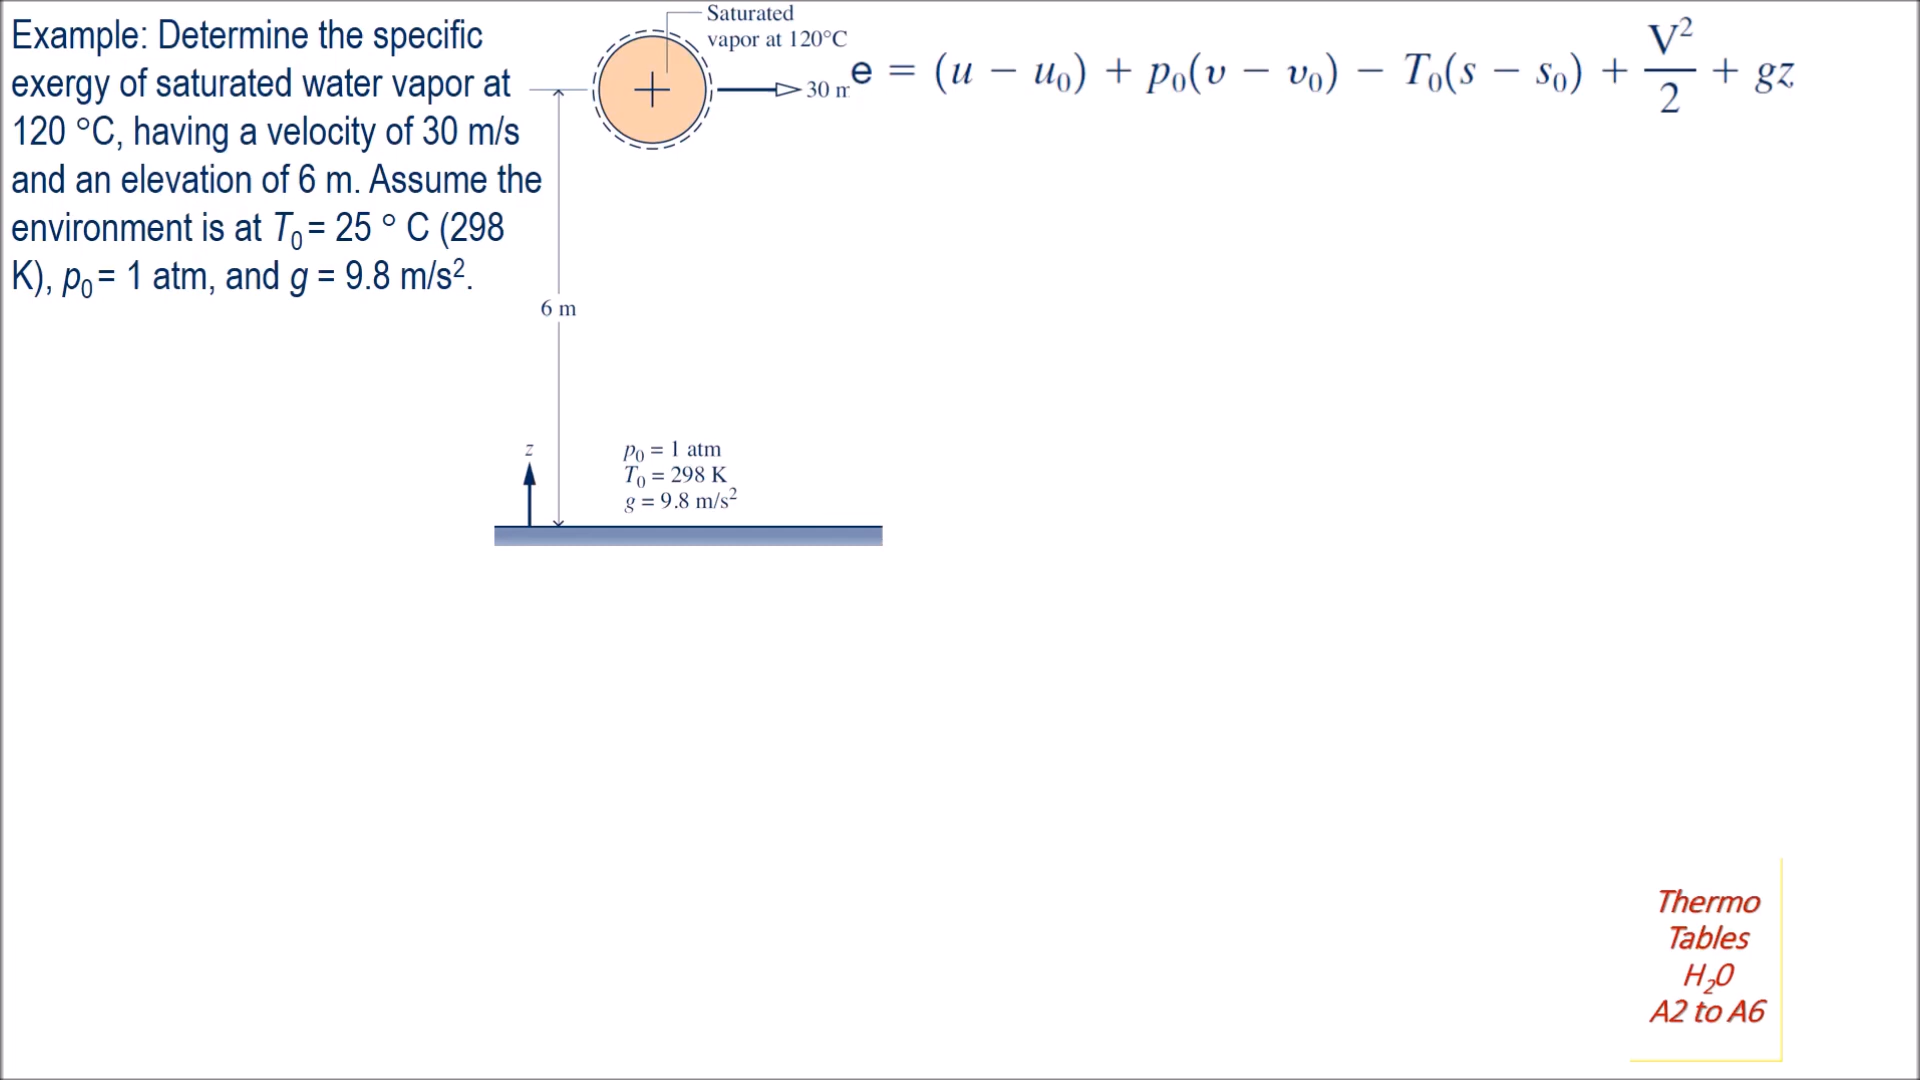 Example: Determine the specific
exergy of saturated water vapor at
120 °C, having a velocity of 30 m/s
and an elevation of 6 m. Assume the
environment is at T₀ = 25 ° C (298
K), p₀ = 1 atm, and g = 9.8 m/s².
Saturated
vapor at 120°C
30 m
e = (u − u₀) + p₀(v − v₀) − T₀(s − s₀) + V²/2 + gz
6 m
z
p₀ = 1 atm
T₀ = 298 K
g = 9.8 m/s²
Thermo
Tables
H₂0
A2 to A6